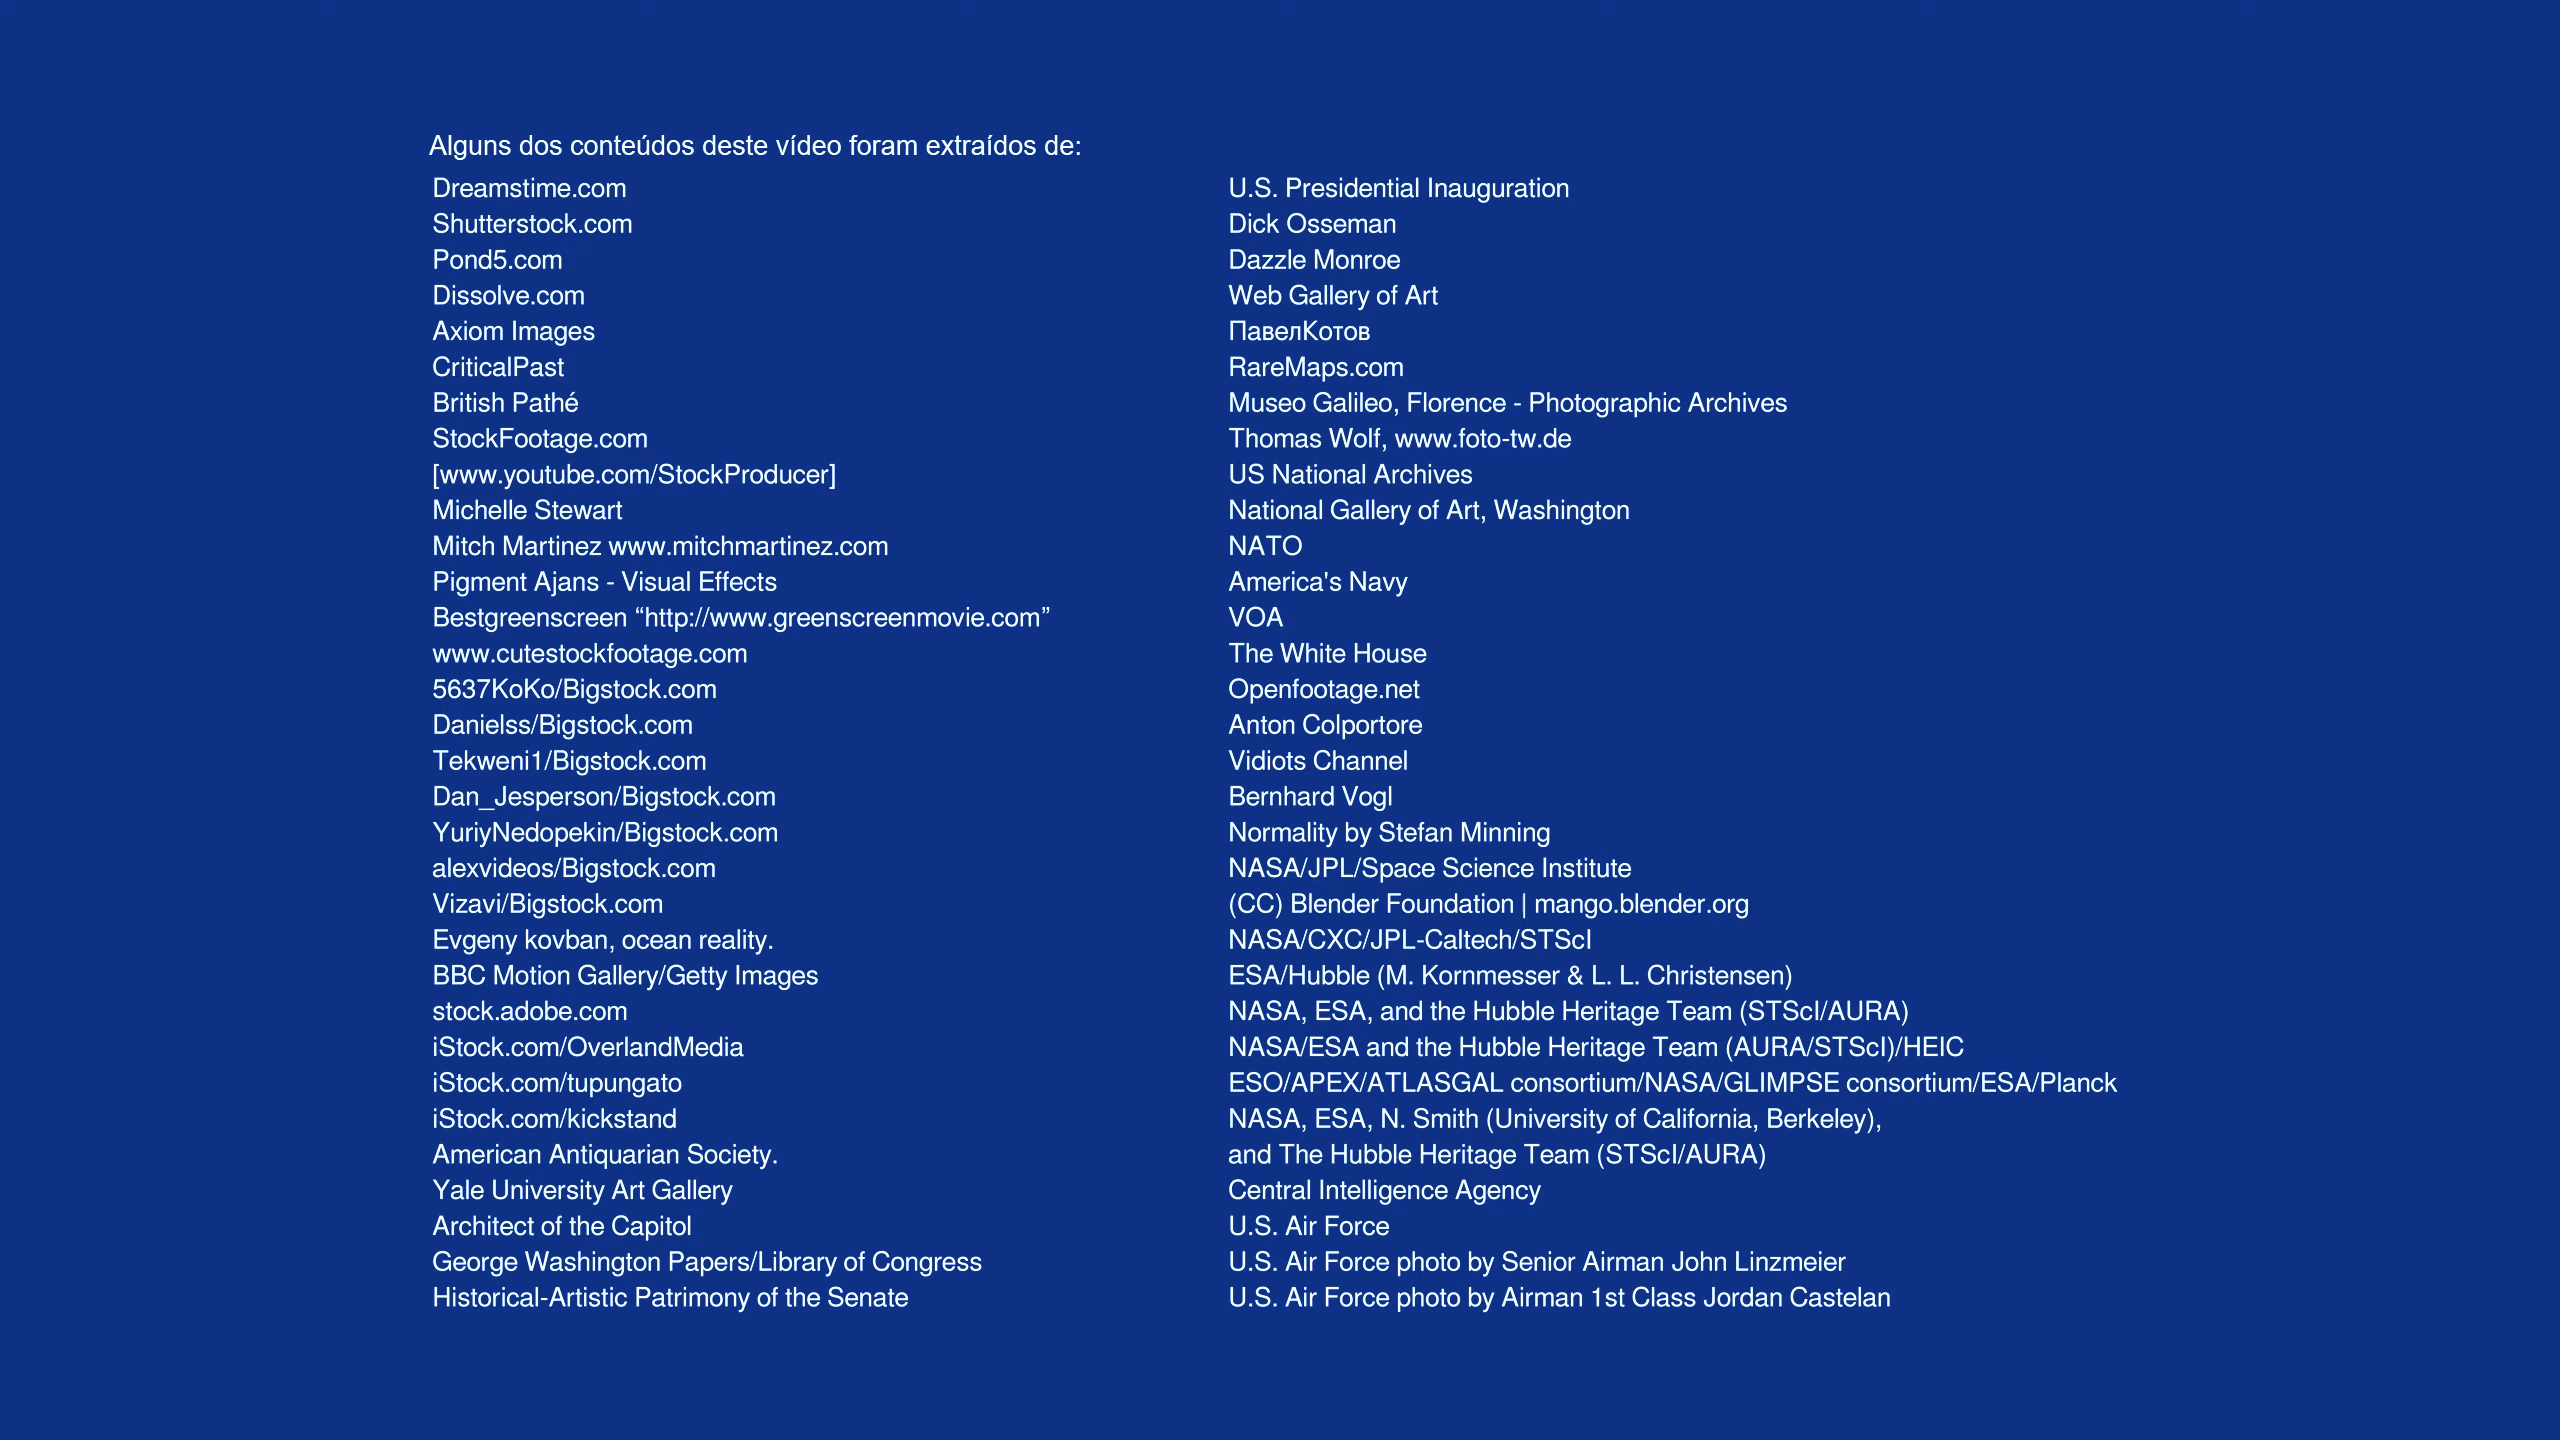 Alguns dos conteúdos deste vídeo foram extraídos de:
Dreamstime.com
Shutterstock.com
Pond5.com
Dissolve.com
Axiom Images
CriticalPast
British Pathé
StockFootage.com
[www.youtube.com/StockProducer]
Michelle Stewart
Mitch Martinez www.mitchmartinez.com
Pigment Ajans - Visual Effects
Bestgreenscreen “http://www.greenscreenmovie.com”
www.cutestockfootage.com
5637KoKo/Bigstock.com
Danielss/Bigstock.com
Tekweni1/Bigstock.com
Dan_Jesperson/Bigstock.com
YuriyNedopekin/Bigstock.com
alexvideos/Bigstock.com
Vizavi/Bigstock.com
Evgeny kovban, ocean reality.
BBC Motion Gallery/Getty Images
stock.adobe.com
iStock.com/OverlandMedia
iStock.com/tupungato
iStock.com/kickstand
American Antiquarian Society.
Yale University Art Gallery
Architect of the Capitol
George Washington Papers/Library of Congress
Historical-Artistic Patrimony of the Senate
U.S. Presidential Inauguration
Dick Osseman
Dazzle Monroe
Web Gallery of Art
ПавелКотов
RareMaps.com
Museo Galileo, Florence - Photographic Archives
Thomas Wolf, www.foto-tw.de
US National Archives
National Gallery of Art, Washington
NATO
America's Navy
VOA
The White House
Openfootage.net
Anton Colportore
Vidiots Channel
Bernhard Vogl
Normality by Stefan Minning
NASA/JPL/Space Science Institute
(CC) Blender Foundation | mango.blender.org
NASA/CXC/JPL-Caltech/STScI
ESA/Hubble (M. Kornmesser & L. L. Christensen)
NASA, ESA, and the Hubble Heritage Team (STScI/AURA)
NASA/ESA and the Hubble Heritage Team (AURA/STScI)/HEIC
ESO/APEX/ATLASGAL consortium/NASA/GLIMPSE consortium/ESA/Planck
NASA, ESA, N. Smith (University of California, Berkeley),
and The Hubble Heritage Team (STScI/AURA)
Central Intelligence Agency
U.S. Air Force
U.S. Air Force photo by Senior Airman John Linzmeier
U.S. Air Force photo by Airman 1st Class Jordan Castelan